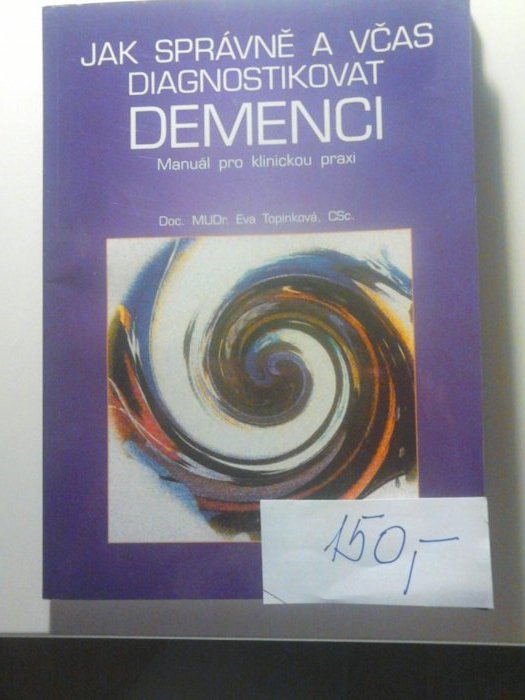 JAK SPRÁVNĚ A VČAS
DIAGNOSTIKOVAT
DEMENCI
Manuál pro klinickou praxi
Doc. MUDr. Eva Topinková, CSc.
150,-